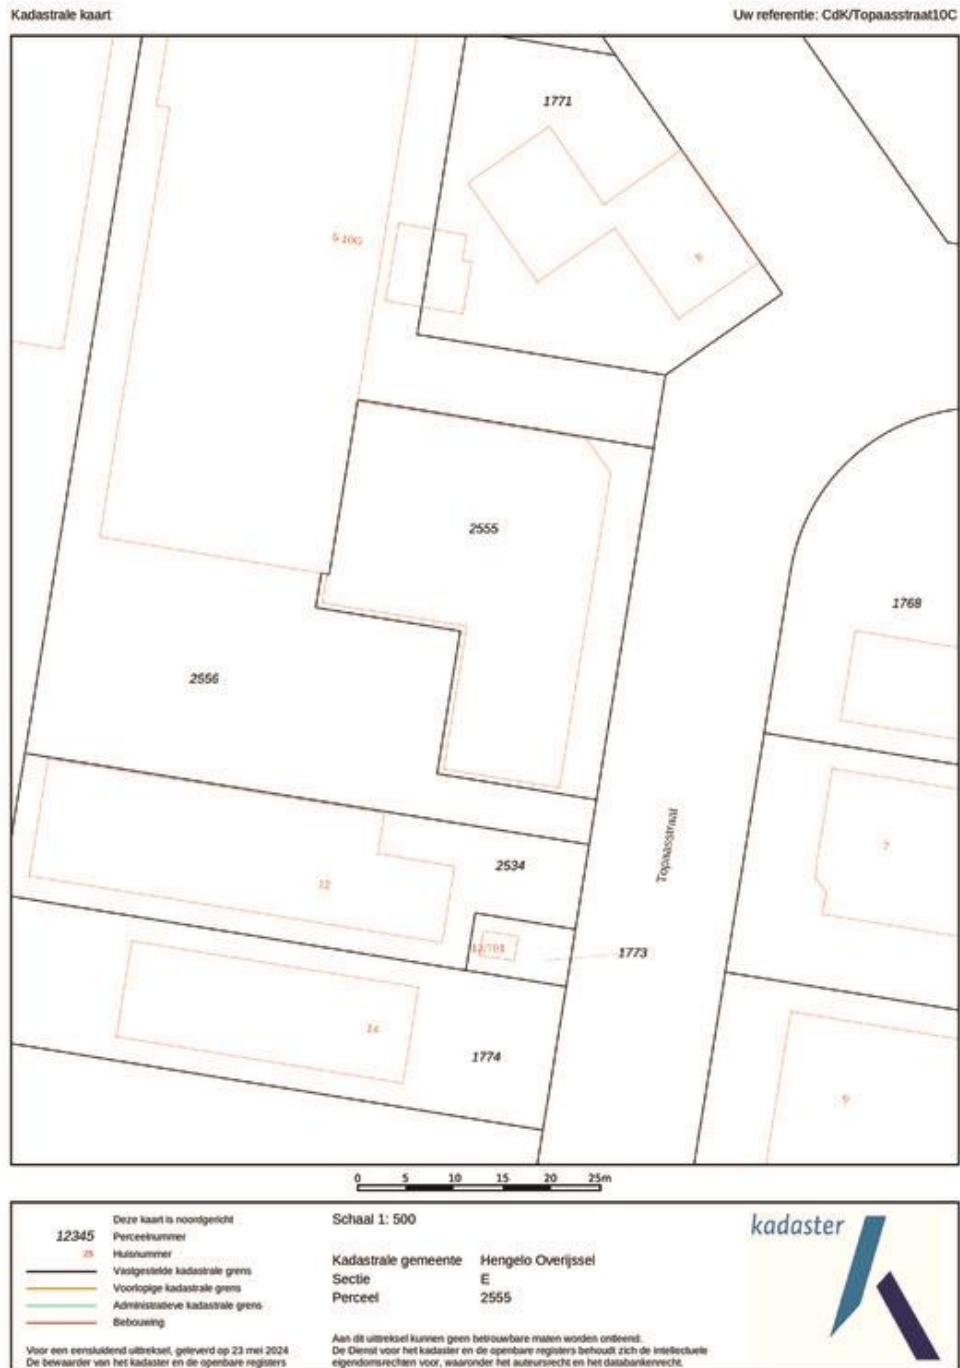 Kadastrale kaart
Uw referentie: CdK/Topaasstraat10C
1771
8
2555
1768
2556
Topaasstraat
7
2534
12
1773
14
1774
9
0 5 10 15 20 25m
Deze kaart is noordgericht
12345 Perceelnummer
25 Huisnummer
Vastgestelde kadastrale grens
Voorlopige kadastrale grens
Administratieve kadastrale grens
Bebouwing
Voor een eensluidend uittreksel, geleverd op 23 mei 2024
De bewaarder van het kadaster en de openbare registers
Schaal 1: 500
Kadastrale gemeente Hengelo Overijssel
Sectie E
Perceel 2555
Aan dit uittreksel kunnen geen betrouwbare maten worden ontleend.
De Dienst voor het kadaster en de openbare registers behoudt zich de intellectuele
eigendomsrechten voor, waaronder het auteursrecht en het databankenrecht.
kadaster